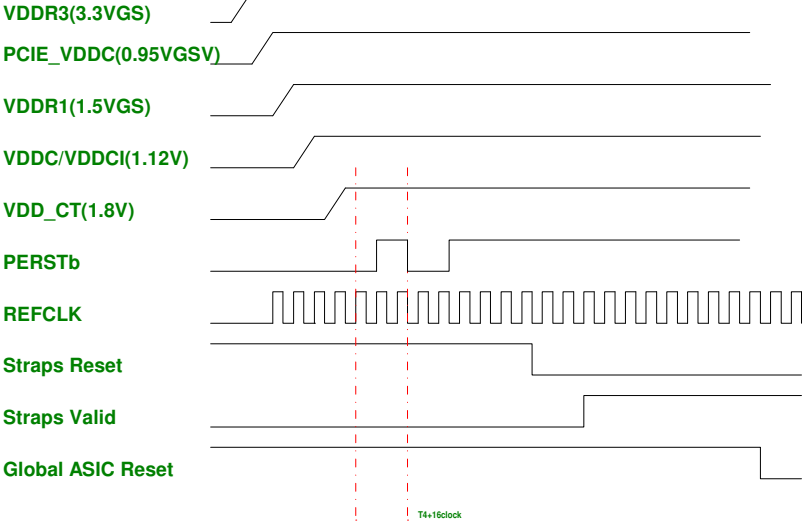 VDDR3(3.3VGS)
PCIE_VDDC(0.95VGSV)
VDDR1(1.5VGS)
VDDC/VDDCI(1.12V)
VDD_CT(1.8V)
PERSTb
REFCLK
Straps Reset
Straps Valid
Global ASIC Reset
T4+16clock